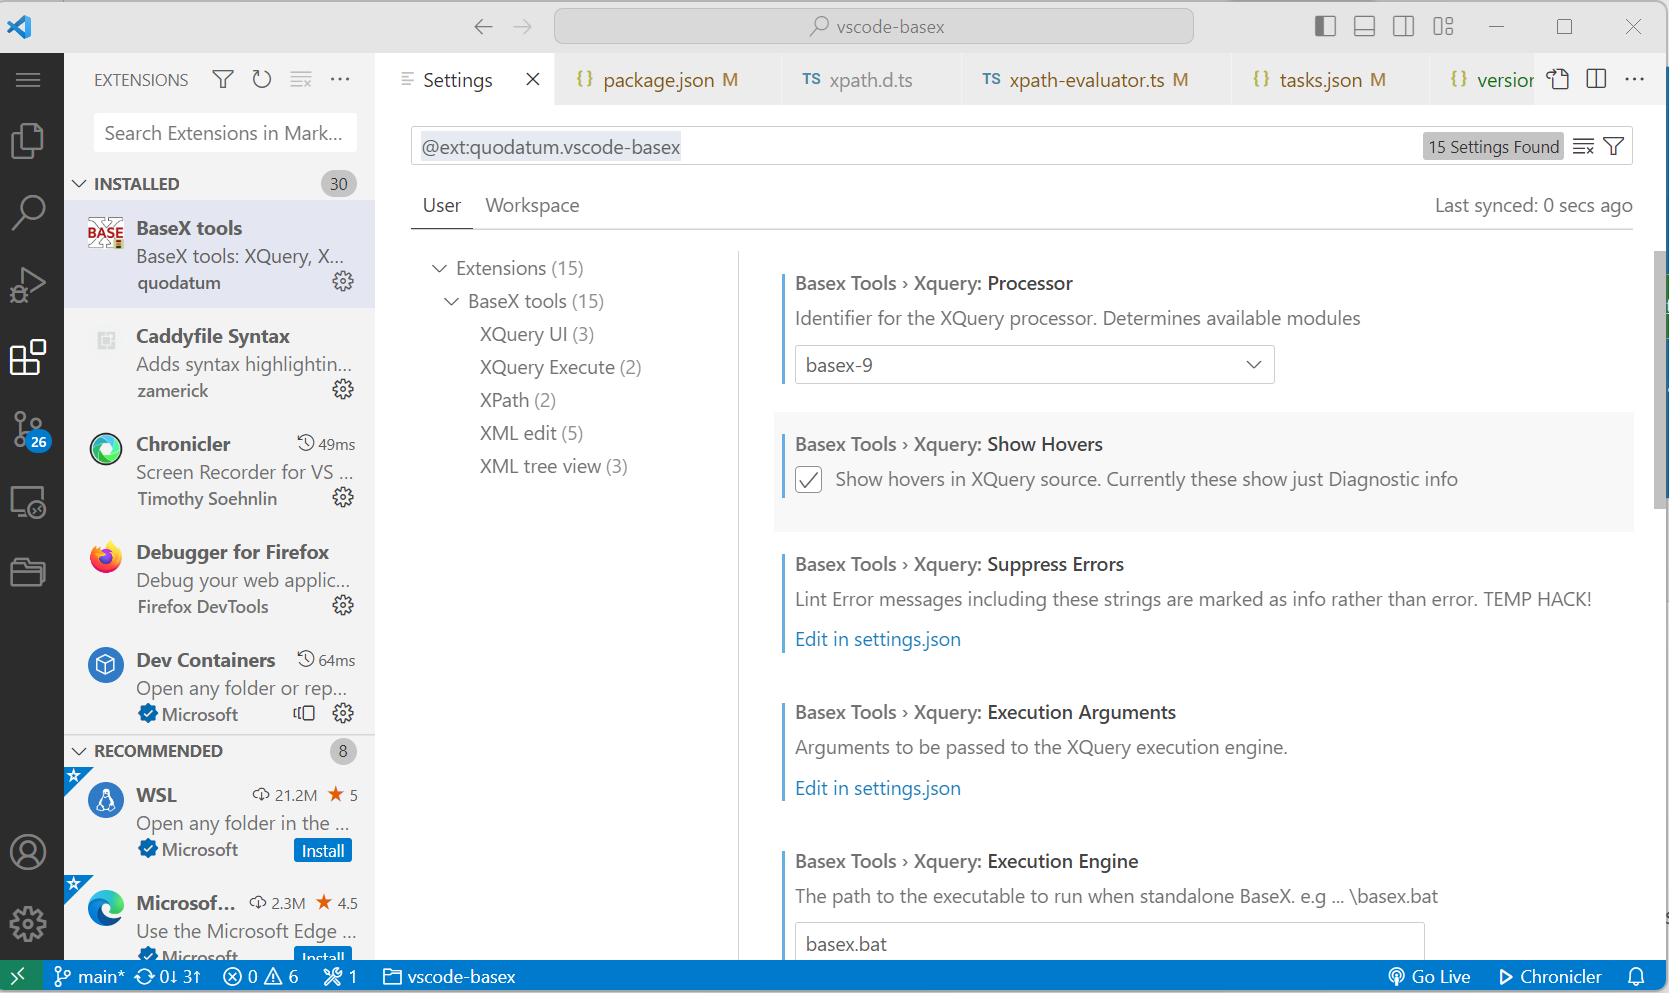 vscode-basex
EXTENSIONS
Search Extensions in Mark...
INSTALLED 30
BASE
BaseX tools
BaseX tools: XQuery, X...
quodatum
Caddyfile Syntax
Adds syntax highlightin...
zamerick
Chronicler 49ms
Screen Recorder for VS ...
Timothy Soehnlin
Debugger for Firefox
Debug your web applic...
Firefox DevTools
Dev Containers 64ms
Open any folder or rep...
Microsoft
RECOMMENDED 8
WSL 21.2M 5
Open any folder in the ...
Microsoft Install
Microsof... 2.3M 4.5
Use the Microsoft Edge ...
Microsoft Install
26
Settings
{} package.json M
TS xpath.d.ts
TS xpath-evaluator.ts M
{} tasks.json M
{} version
@ext:quodatum.vscode-basex
15 Settings Found
User Workspace
Last synced: 0 secs ago
Extensions (15)
BaseX tools (15)
XQuery UI (3)
XQuery Execute (2)
XPath (2)
XML edit (5)
XML tree view (3)
Basex Tools › Xquery: Processor
Identifier for the XQuery processor. Determines available modules
basex-9
Basex Tools › Xquery: Show Hovers
Show hovers in XQuery source. Currently these show just Diagnostic info
Basex Tools › Xquery: Suppress Errors
Lint Error messages including these strings are marked as info rather than error. TEMP HACK!
Edit in settings.json
Basex Tools › Xquery: Execution Arguments
Arguments to be passed to the XQuery execution engine.
Edit in settings.json
Basex Tools › Xquery: Execution Engine
The path to the executable to run when standalone BaseX. e.g ... \basex.bat
basex.bat
main* 0↓ 3↑ 0 6 1 vscode-basex
Go Live Chronicler